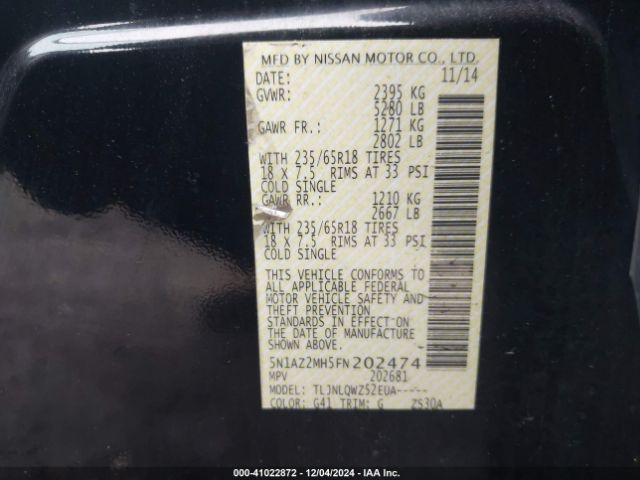 MFD BY NISSAN MOTOR CO., LTD.
DATE: 11/14
GVWR: 2395 KG
5280 LB
GAWR FR.: 1271 KG
2802 LB
WITH 235/65R18 TIRES
18 X 7.5 RIMS AT 33 PSI
COLD SINGLE
GAWR RR.: 1210 KG
2667 LB
WITH 235/65R18 TIRES
18 X 7.5 RIMS AT 33 PSI
COLD SINGLE
THIS VEHICLE CONFORMS TO
ALL APPLICABLE FEDERAL
MOTOR VEHICLE SAFETY AND
THEFT PREVENTION
STANDARDS IN EFFECT ON
THE DATE OF MANUFACTURE
SHOWN ABOVE.
5N1AZ2MH5FN202474
MPV 202681
MODEL: TLJNLQWZ52EUA-----
COLOR: G41 TRIM: G ZS30A
000-41022872 - 12/04/2024 - IAA Inc.